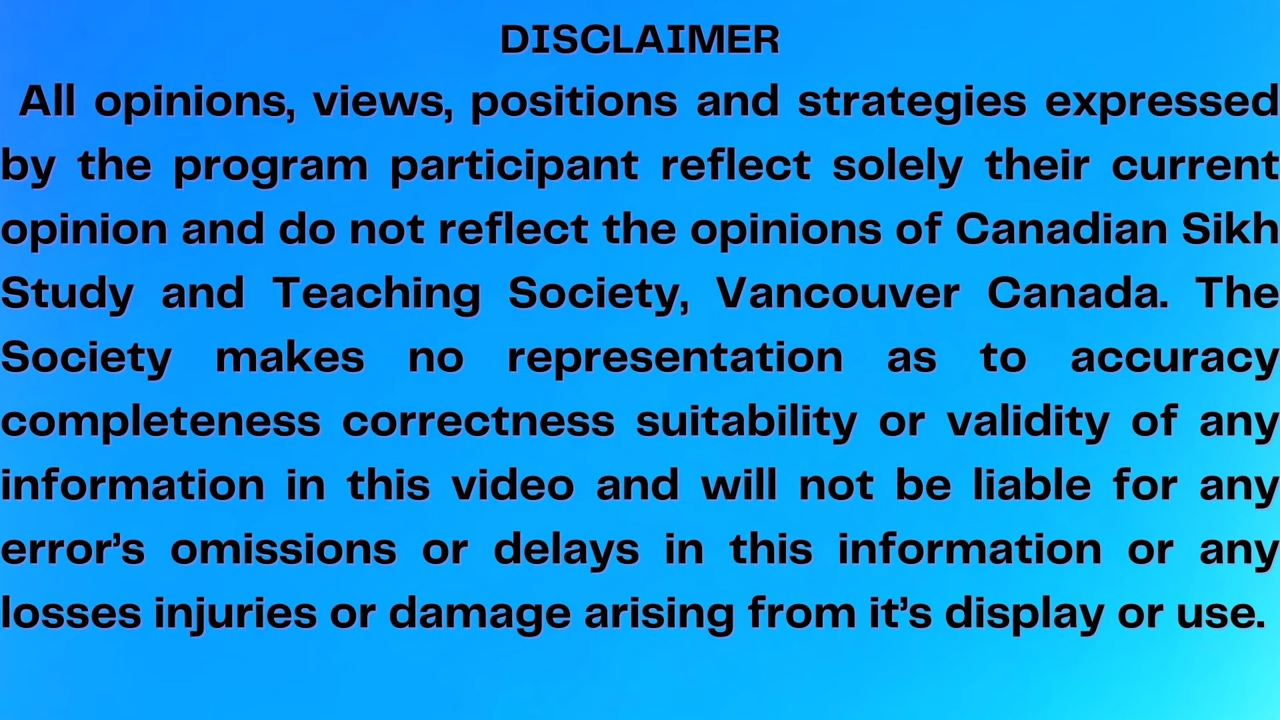 DISCLAIMER
All opinions, views, positions and strategies expressed
by the program participant reflect solely their current
opinion and do not reflect the opinions of Canadian Sikh
Study and Teaching Society, Vancouver Canada. The
Society makes no representation as to accuracy
completeness correctness suitability or validity of any
information in this video and will not be liable for any
error’s omissions or delays in this information or any
losses injuries or damage arising from it’s display or use.